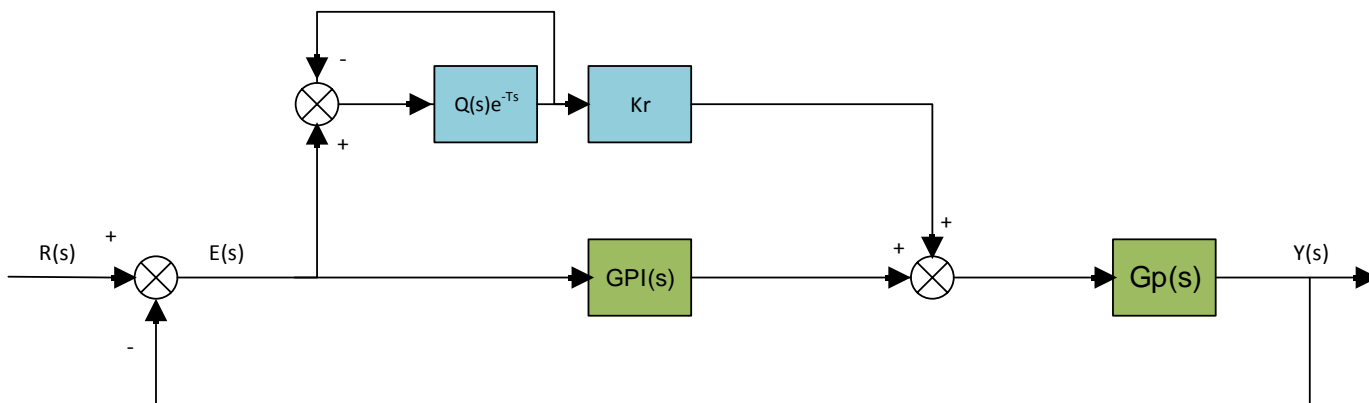 -
Q(s)e-Ts
Kr
+
+
R(s)
+
E(s)
GPI(s)
+
Gp(s)
Y(s)
-